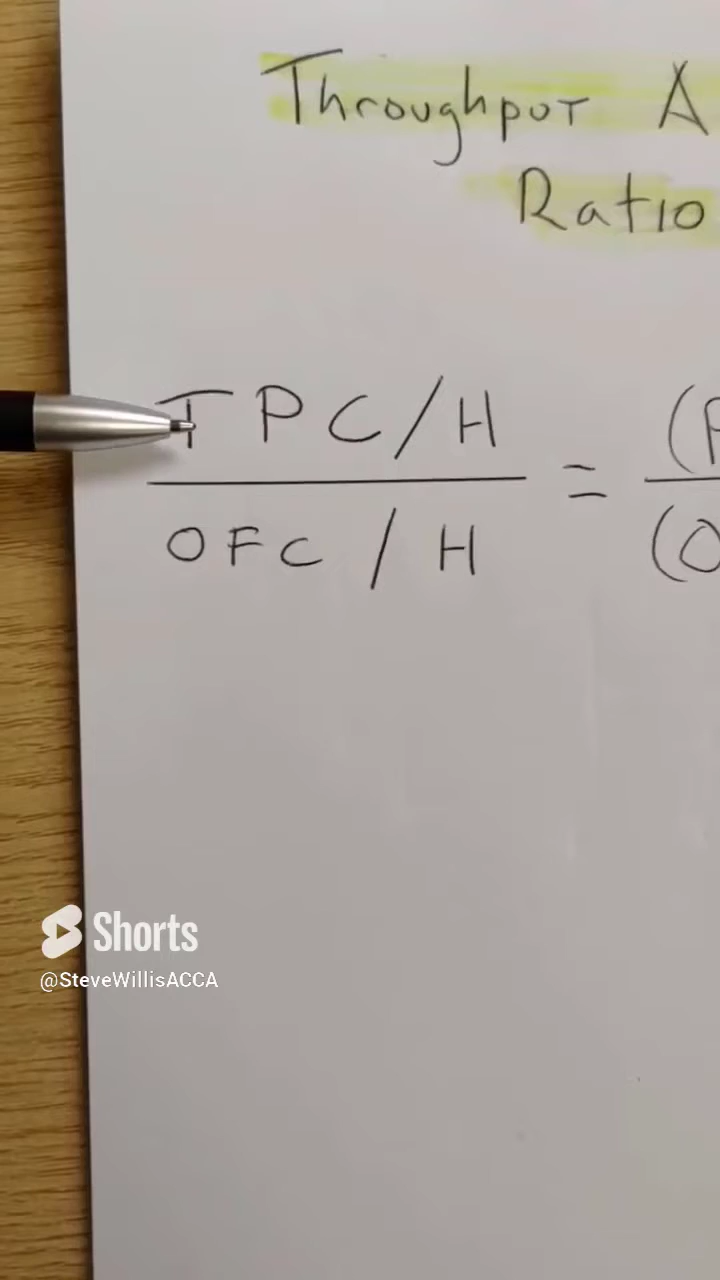 Throughput A
Ratio
TPC/H
OFC/H
= (P
(O
Shorts
@SteveWillisACCA